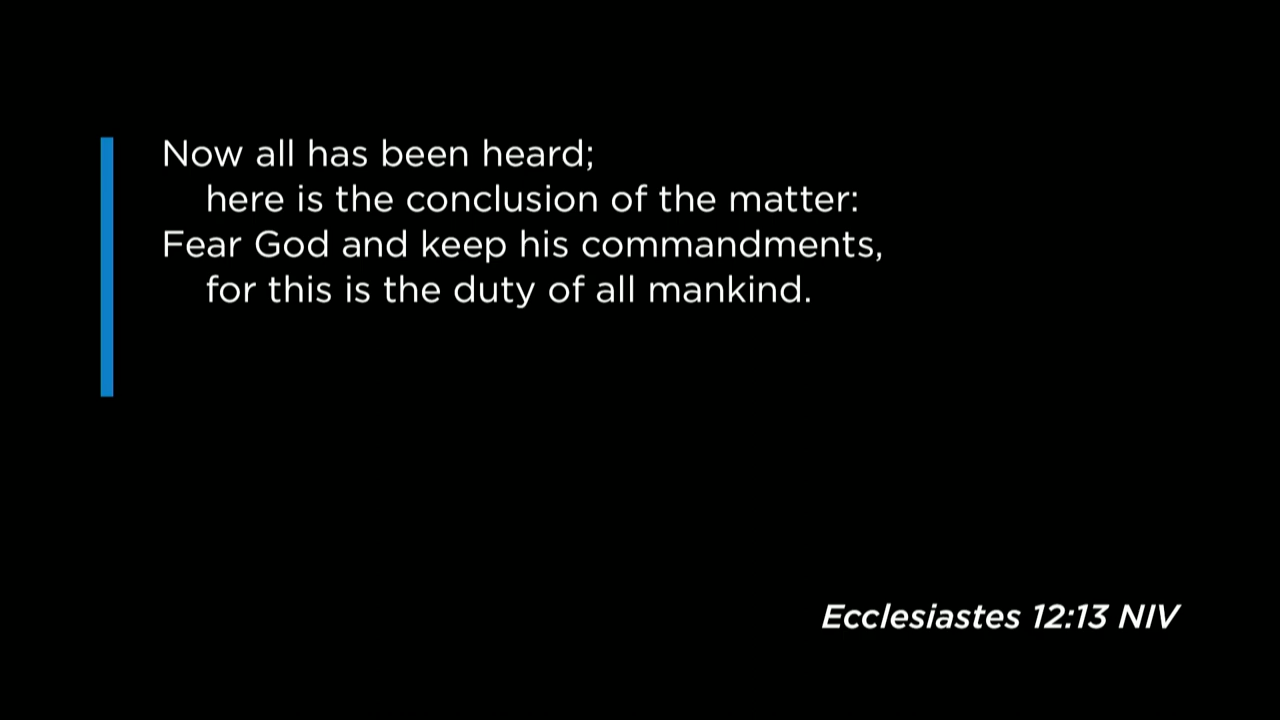 Now all has been heard;
here is the conclusion of the matter:
Fear God and keep his commandments,
for this is the duty of all mankind.
Ecclesiastes 12:13 NIV